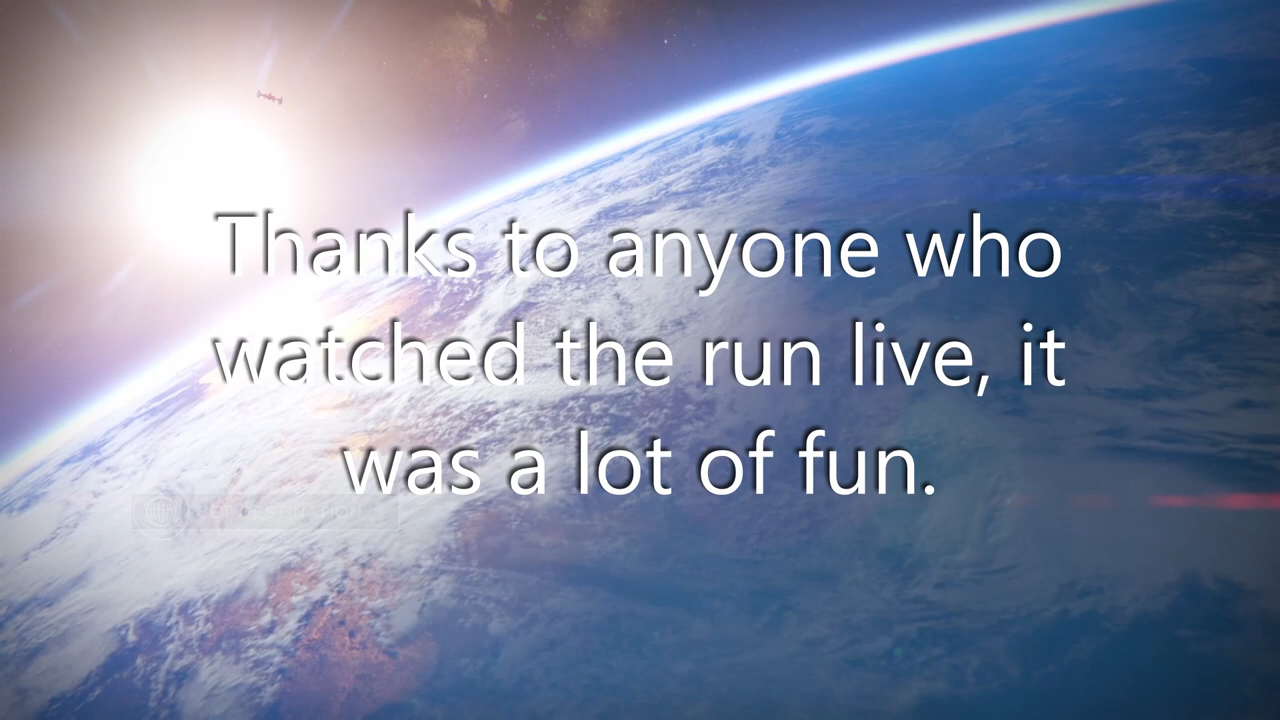 Thanks to anyone who
watched the run live, it
was a lot of fun.